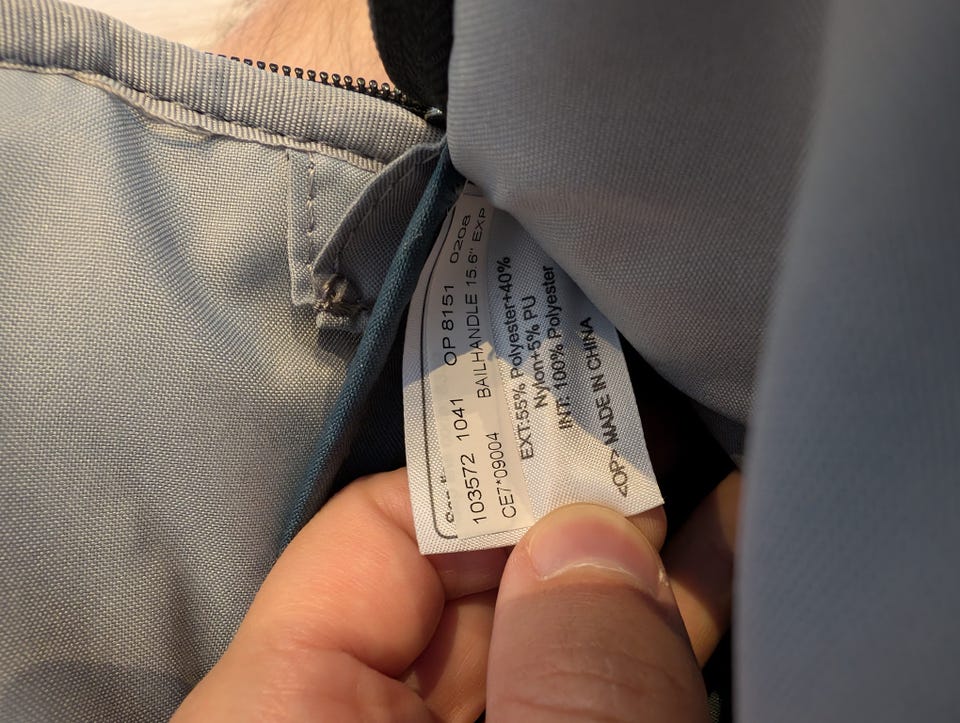 103572 1041 OP 8151 0208
CE7*09004 BAILHANDLE 15.6" EXP
EXT:55% Polyester+40%
Nylon+5% PU
INT: 100% Polyester
<OP> MADE IN CHINA